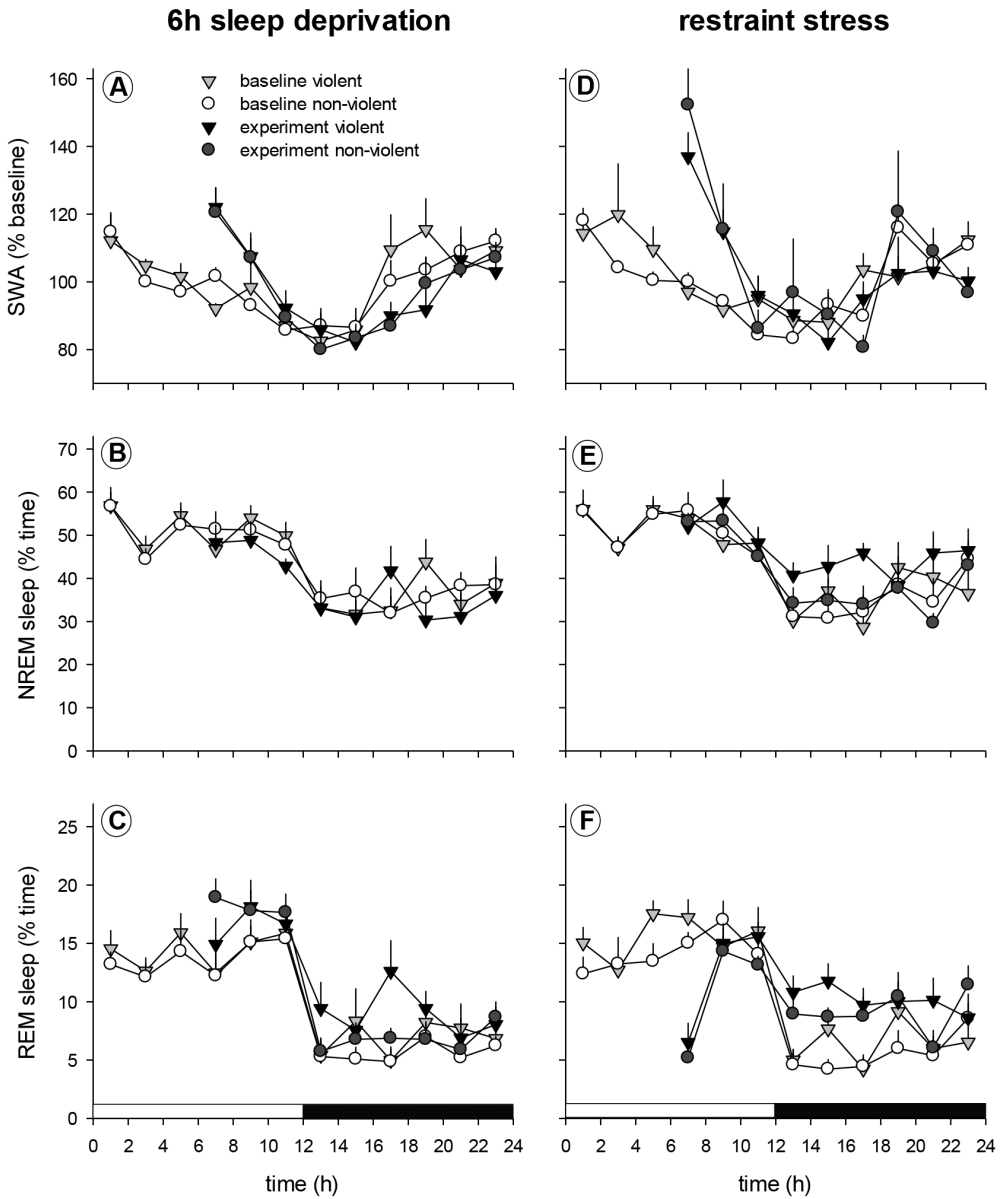 6h sleep deprivation restraint stress
A
baseline violent
baseline non-violent
experiment violent
experiment non-violent
D
SWA (% baseline)
160
140
120
100
80
B
E
NREM sleep (% time)
70
60
50
40
30
20
10
0
C
F
REM sleep (% time)
25
20
15
10
5
0
0 2 4 6 8 10 12 14 16 18 20 22 24
0 2 4 6 8 10 12 14 16 18 20 22 24
time (h) time (h)